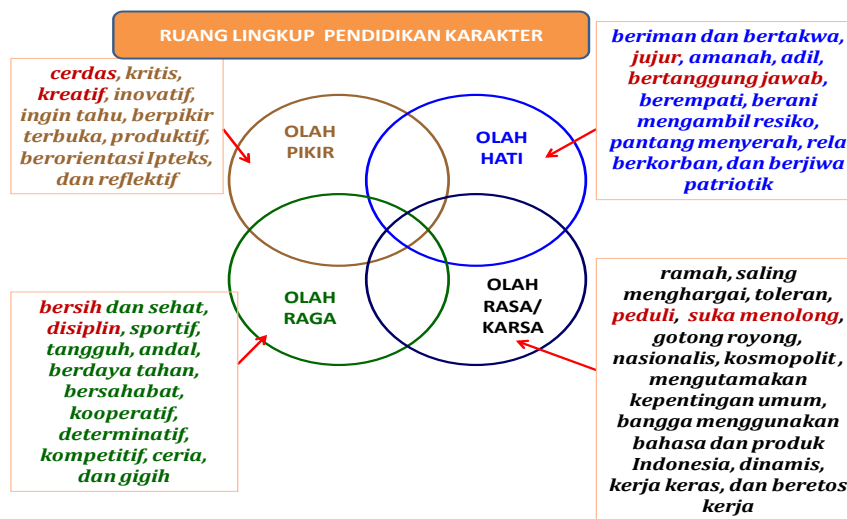 RUANG LINGKUP PENDIDIKAN KARAKTER
cerdas, kritis,
kreatif, inovatif,
ingin tahu, berpikir
terbuka, produktif,
berorientasi Ipteks,
dan reflektif
OLAH
PIKIR
OLAH
HATI
beriman dan bertakwa,
jujur, amanah, adil,
bertanggung jawab,
berempati, berani
mengambil resiko,
pantang menyerah, rela
berkorban, dan berjiwa
patriotik
bersih dan sehat,
disiplin, sportif,
tangguh, andal,
berdaya tahan,
bersahabat,
kooperatif,
determinatif,
kompetitif, ceria,
dan gigih
OLAH
RAGA
OLAH
RASA/
KARSA
ramah, saling
menghargai, toleran,
peduli, suka menolong,
gotong royong,
nasionalis, kosmopolit ,
mengutamakan
kepentingan umum,
bangga menggunakan
bahasa dan produk
Indonesia, dinamis,
kerja keras, dan beretos
kerja